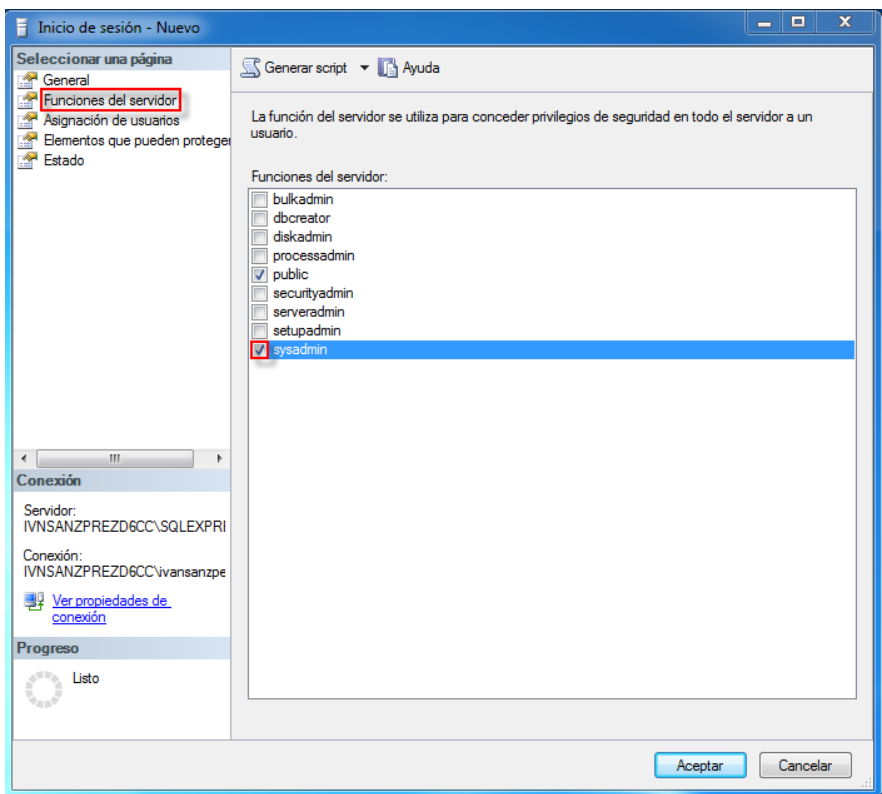 Inicio de sesión - Nuevo
Seleccionar una página
General
Funciones del servidor
Asignación de usuarios
Elementos que pueden proteger
Estado
Generar script
Ayuda
La función del servidor se utiliza para conceder privilegios de seguridad en todo el servidor a un
usuario.
Funciones del servidor:
bulkadmin
dbcreator
diskadmin
processadmin
public
securityadmin
serveradmin
setupadmin
sysadmin
Conexión
Servidor:
IVNSANZPREZD6CC\SQLEXPRI
Conexión:
IVNSANZPREZD6CC\ivansanzpe
Ver propiedades de
conexión
Progreso
Listo
Aceptar
Cancelar